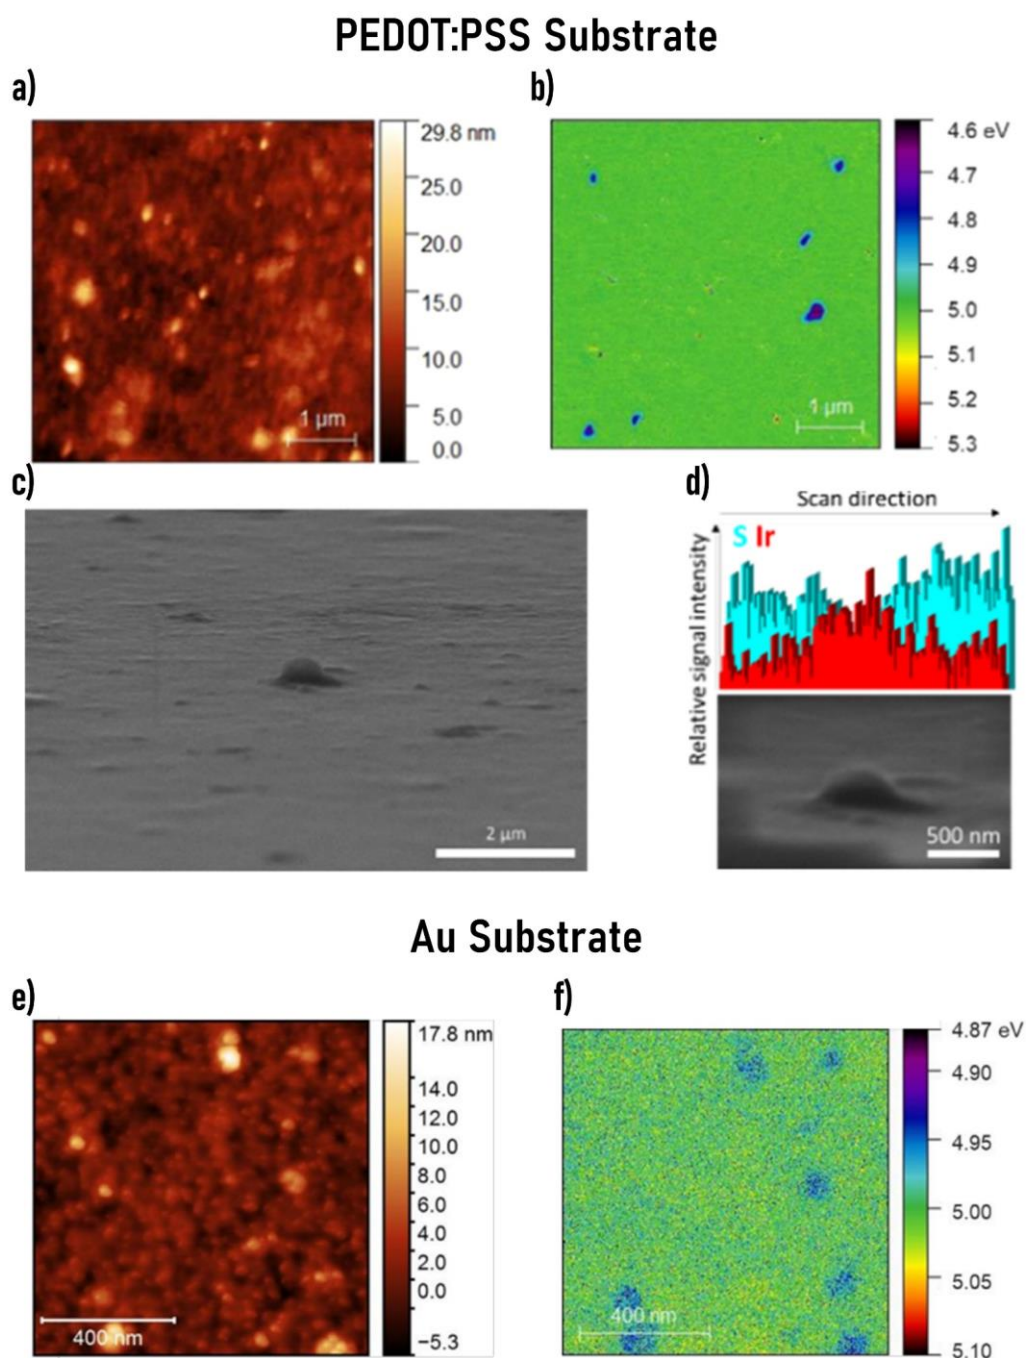 PEDOT:PSS Substrate
a)
29.8 nm
25.0
20.0
15.0
10.0
5.0
0.0
1 µm
b)
4.6 eV
4.7
4.8
4.9
5.0
5.1
5.2
5.3
1 µm
c)
2 µm
d)
Scan direction
S Ir
Relative signal intensity
500 nm
Au Substrate
e)
17.8 nm
14.0
12.0
10.0
8.0
6.0
4.0
2.0
0.0
−5.3
400 nm
f)
4.87 eV
4.90
4.95
5.00
5.05
5.10
400 nm